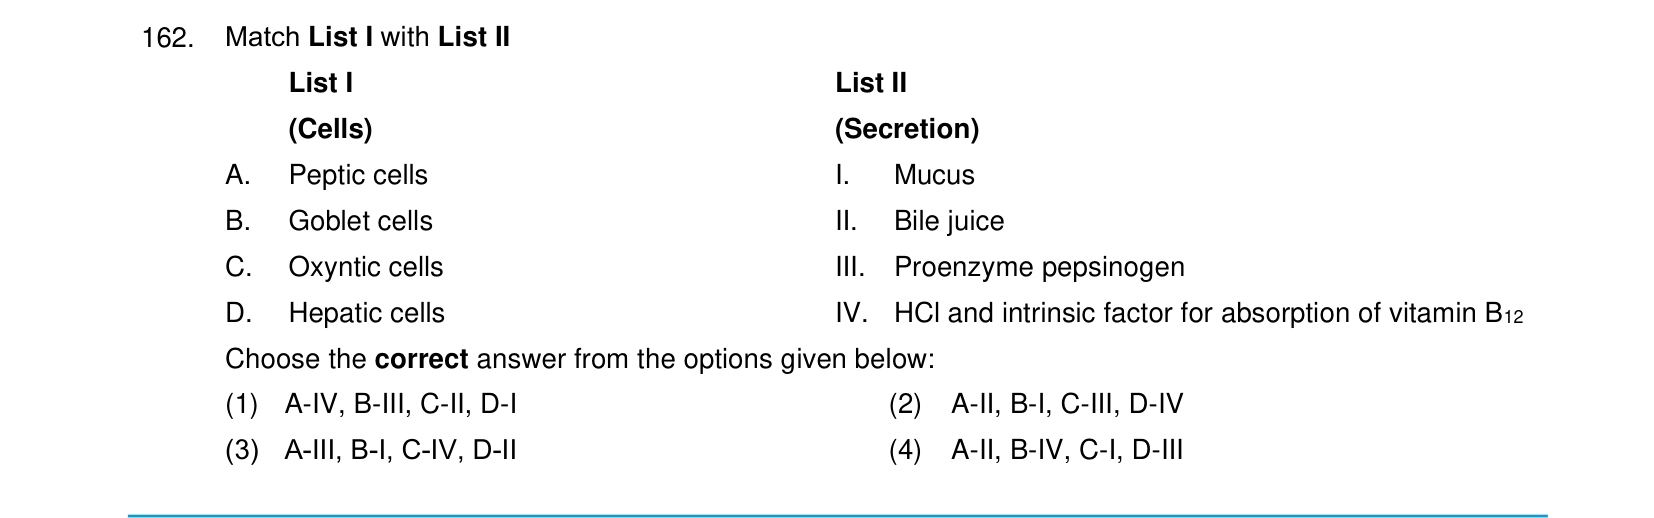 162. Match List I with List II
List I List II
(Cells) (Secretion)
A. Peptic cells I. Mucus
B. Goblet cells II. Bile juice
C. Oxyntic cells III. Proenzyme pepsinogen
D. Hepatic cells IV. HCl and intrinsic factor for absorption of vitamin B₁₂
Choose the correct answer from the options given below:
(1) A-IV, B-III, C-II, D-I (2) A-II, B-I, C-III, D-IV
(3) A-III, B-I, C-IV, D-II (4) A-II, B-IV, C-I, D-III